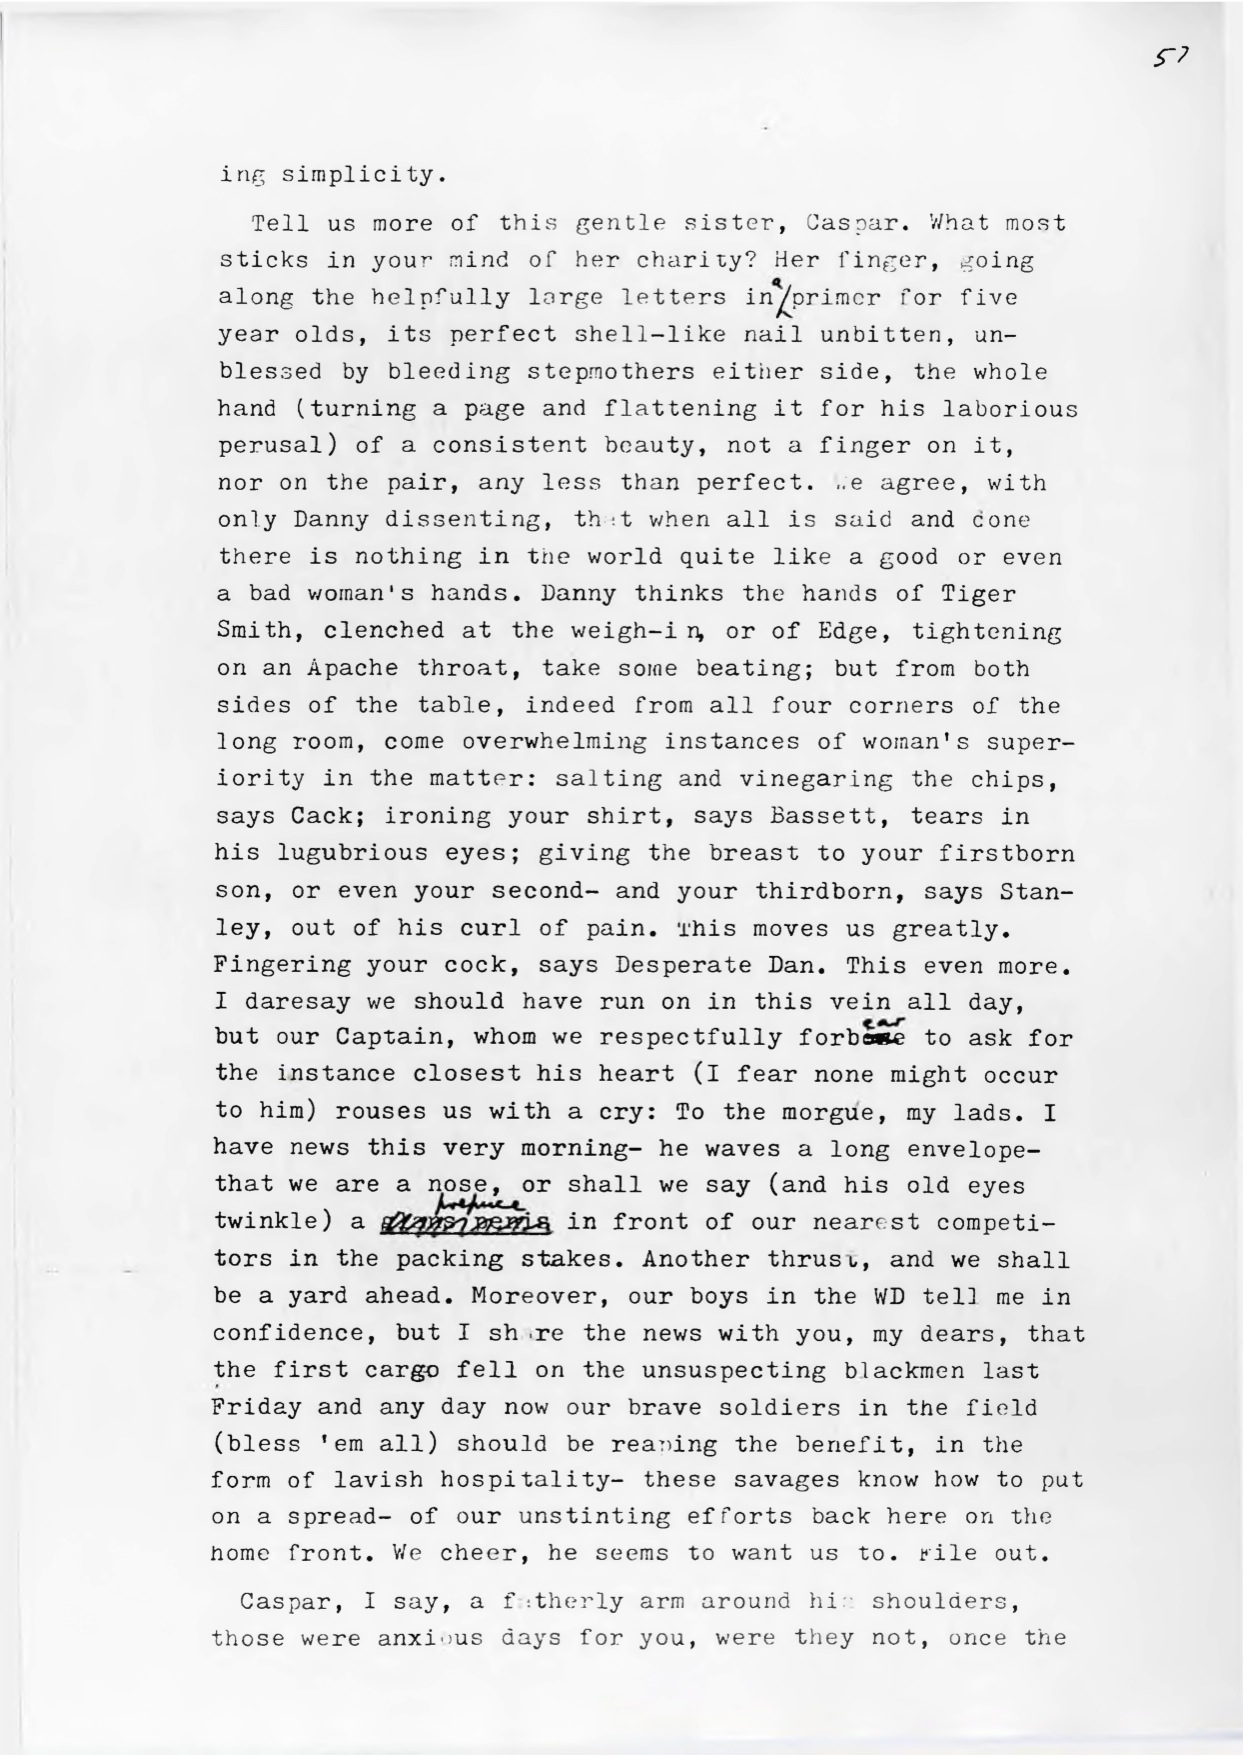 57
ing simplicity.
Tell us more of this gentle sister, Caspar. What most
sticks in your mind of her charity? Her finger, going
along the helpfully large letters in a primer for five
year olds, its perfect shell-like nail unbitten, un-
blessed by bleeding stepmothers either side, the whole
hand (turning a page and flattening it for his laborious
perusal) of a consistent beauty, not a finger on it,
nor on the pair, any less than perfect. We agree, with
only Danny dissenting, that when all is said and done
there is nothing in the world quite like a good or even
a bad woman's hands. Danny thinks the hands of Tiger
Smith, clenched at the weigh-in, or of Edge, tightening
on an Apache throat, take some beating; but from both
sides of the table, indeed from all four corners of the
long room, come overwhelming instances of woman's super-
iority in the matter: salting and vinegaring the chips,
says Cack; ironing your shirt, says Bassett, tears in
his lugubrious eyes; giving the breast to your firstborn
son, or even your second- and your thirdborn, says Stan-
ley, out of his curl of pain. This moves us greatly.
Fingering your cock, says Desperate Dan. This even more.
I daresay we should have run on in this vein all day,
but our Captain, whom we respectfully forbear to ask for
the instance closest his heart (I fear none might occur
to him) rouses us with a cry: To the morgue, my lads. I
have news this very morning- he waves a long envelope-
that we are a nose, or shall we say (and his old eyes
twinkle) a prepuce in front of our nearest competi-
tors in the packing stakes. Another thrust, and we shall
be a yard ahead. Moreover, our boys in the WD tell me in
confidence, but I share the news with you, my dears, that
the first cargo fell on the unsuspecting blackmen last
Friday and any day now our brave soldiers in the field
(bless 'em all) should be reaping the benefit, in the
form of lavish hospitality- these savages know how to put
on a spread- of our unstinting efforts back here on the
home front. We cheer, he seems to want us to. File out.
Caspar, I say, a fatherly arm around his shoulders,
those were anxious days for you, were they not, once the